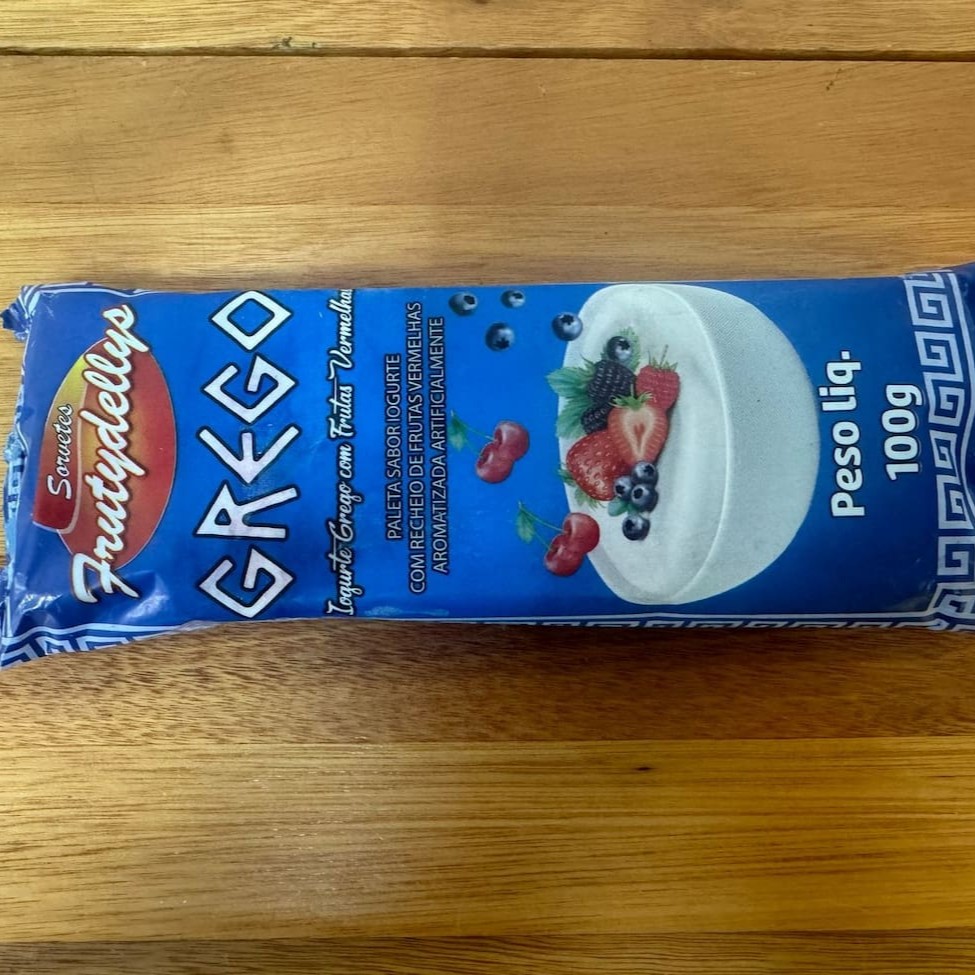 Sorvetes
Frutydellys
GREGO
Iogurte Grego com Frutas Vermelhas
PALETA SABOR IOGURTE
COM RECHEIO DE FRUTAS VERMELHAS
AROMATIZADA ARTIFICIALMENTE
Peso liq.
100g